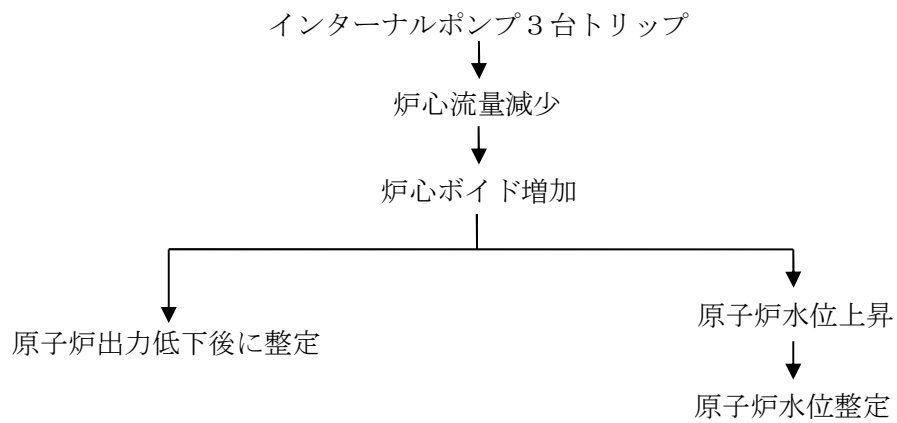 インターナルポンプ３台トリップ
炉心流量減少
炉心ボイド増加
原子炉出力低下後に整定
原子炉水位上昇
原子炉水位整定